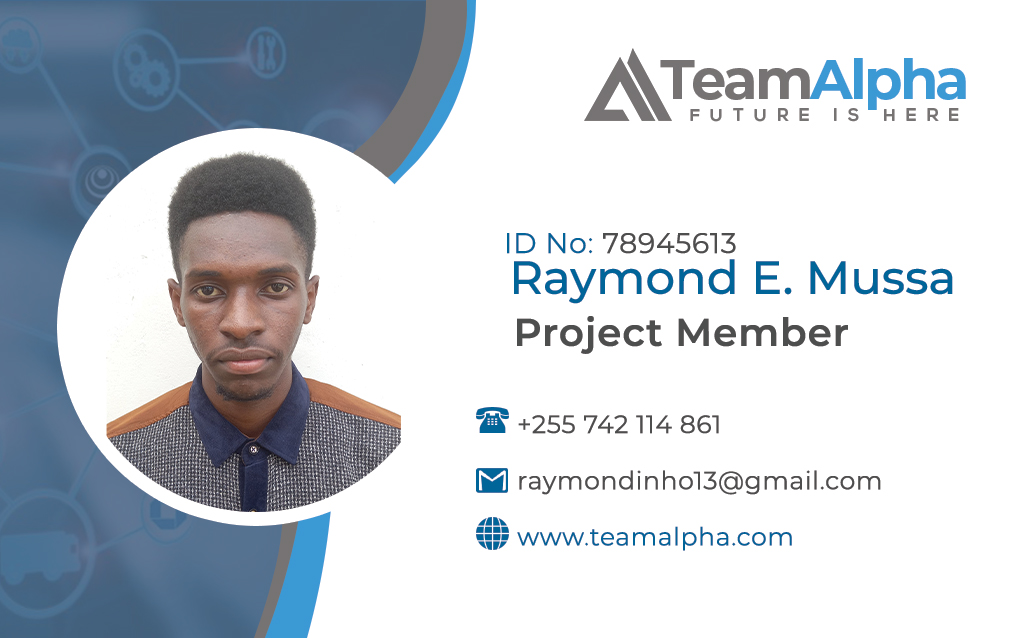 TeamAlpha
FUTURE IS HERE
ID No: 78945613
Raymond E. Mussa
Project Member
+255 742 114 861
raymondinho13@gmail.com
www.teamalpha.com